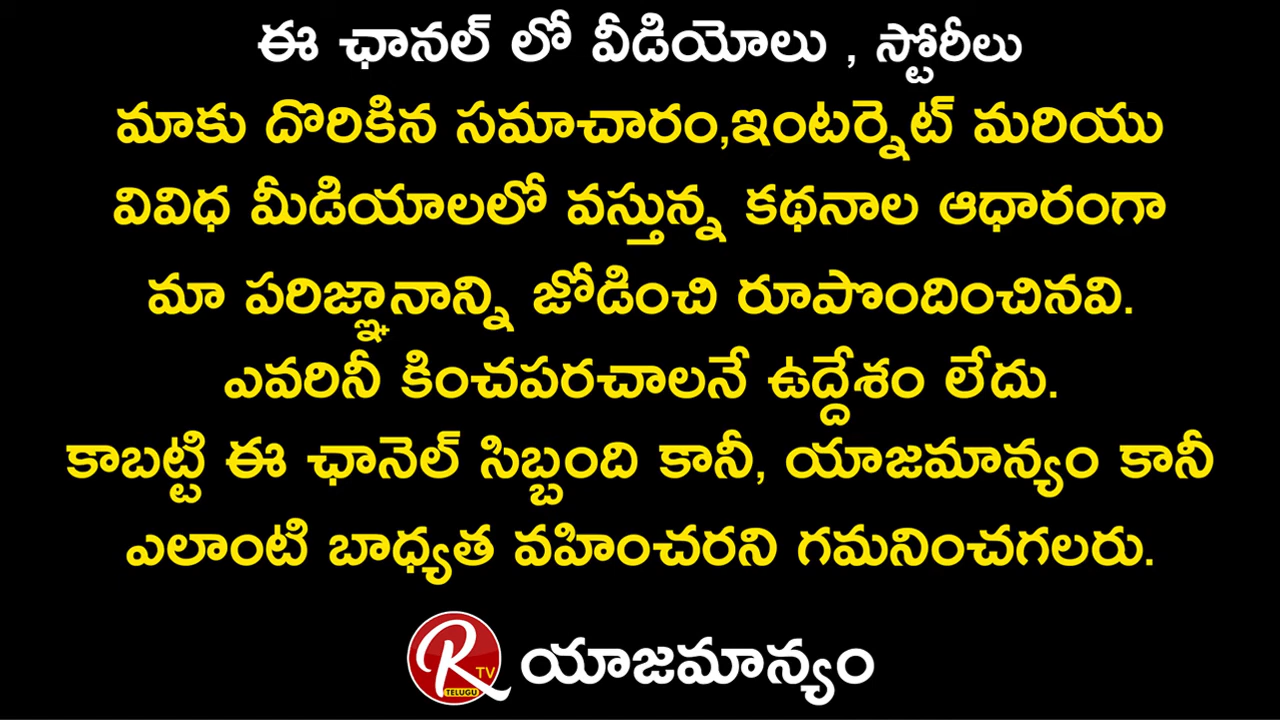 ఈ ఛానల్ లో వీడియోలు , స్టోరీలు
మాకు దొరికిన సమాచారం,ఇంటర్నెట్ మరియు
వివిధ మీడియాలలో వస్తున్న కథనాల ఆధారంగా
మా పరిజ్ఞానాన్ని జోడించి రూపొందించినవి.
ఎవరినీ కించపరచాలనే ఉద్దేశం లేదు.
కాబట్టి ఈ ఛానెల్ సిబ్బంది కానీ, యాజమాన్యం కానీ
ఎలాంటి బాధ్యత వహించరని గమనించగలరు.
R TV TELUGU యాజమాన్యం